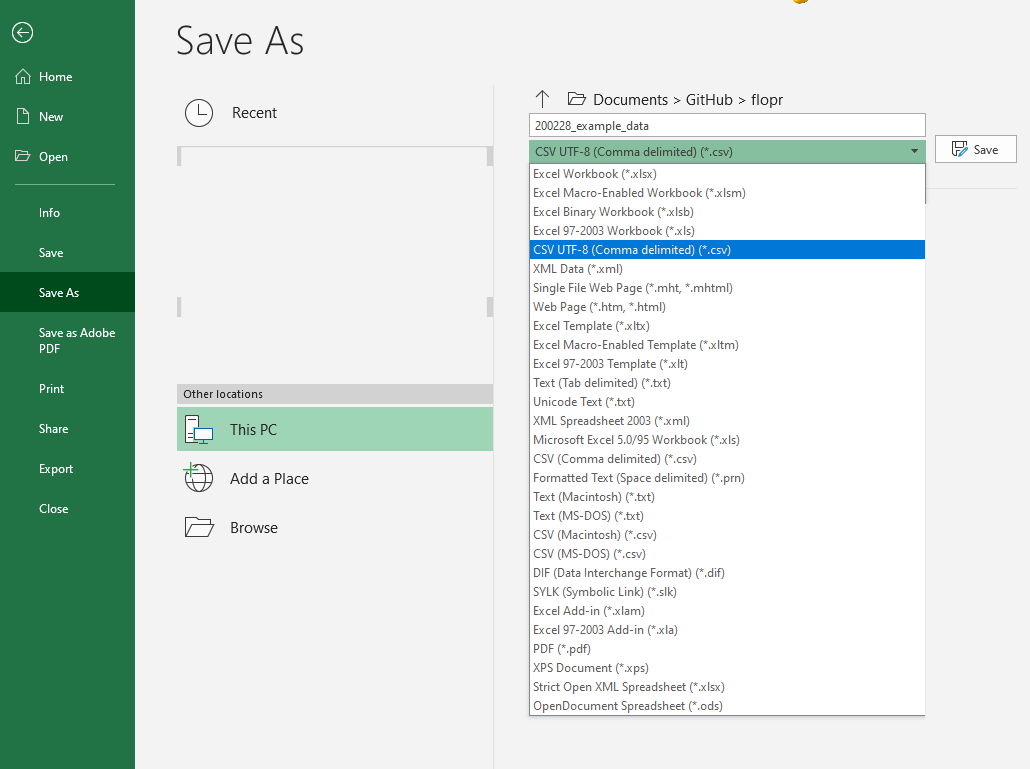 Home
New
Open
Info
Save
Save As
Save as Adobe
PDF
Print
Share
Export
Close
Save As
Recent
Other locations
This PC
Add a Place
Browse
Documents > GitHub > flopr
200228_example_data
CSV UTF-8 (Comma delimited) (*.csv)
Save
Excel Workbook (*.xlsx)
Excel Macro-Enabled Workbook (*.xlsm)
Excel Binary Workbook (*.xlsb)
Excel 97-2003 Workbook (*.xls)
CSV UTF-8 (Comma delimited) (*.csv)
XML Data (*.xml)
Single File Web Page (*.mht, *.mhtml)
Web Page (*.htm, *.html)
Excel Template (*.xltx)
Excel Macro-Enabled Template (*.xltm)
Excel 97-2003 Template (*.xlt)
Text (Tab delimited) (*.txt)
Unicode Text (*.txt)
XML Spreadsheet 2003 (*.xml)
Microsoft Excel 5.0/95 Workbook (*.xls)
CSV (Comma delimited) (*.csv)
Formatted Text (Space delimited) (*.prn)
Text (Macintosh) (*.txt)
Text (MS-DOS) (*.txt)
CSV (Macintosh) (*.csv)
CSV (MS-DOS) (*.csv)
DIF (Data Interchange Format) (*.dif)
SYLK (Symbolic Link) (*.slk)
Excel Add-in (*.xlam)
Excel 97-2003 Add-in (*.xla)
PDF (*.pdf)
XPS Document (*.xps)
Strict Open XML Spreadsheet (*.xlsx)
OpenDocument Spreadsheet (*.ods)